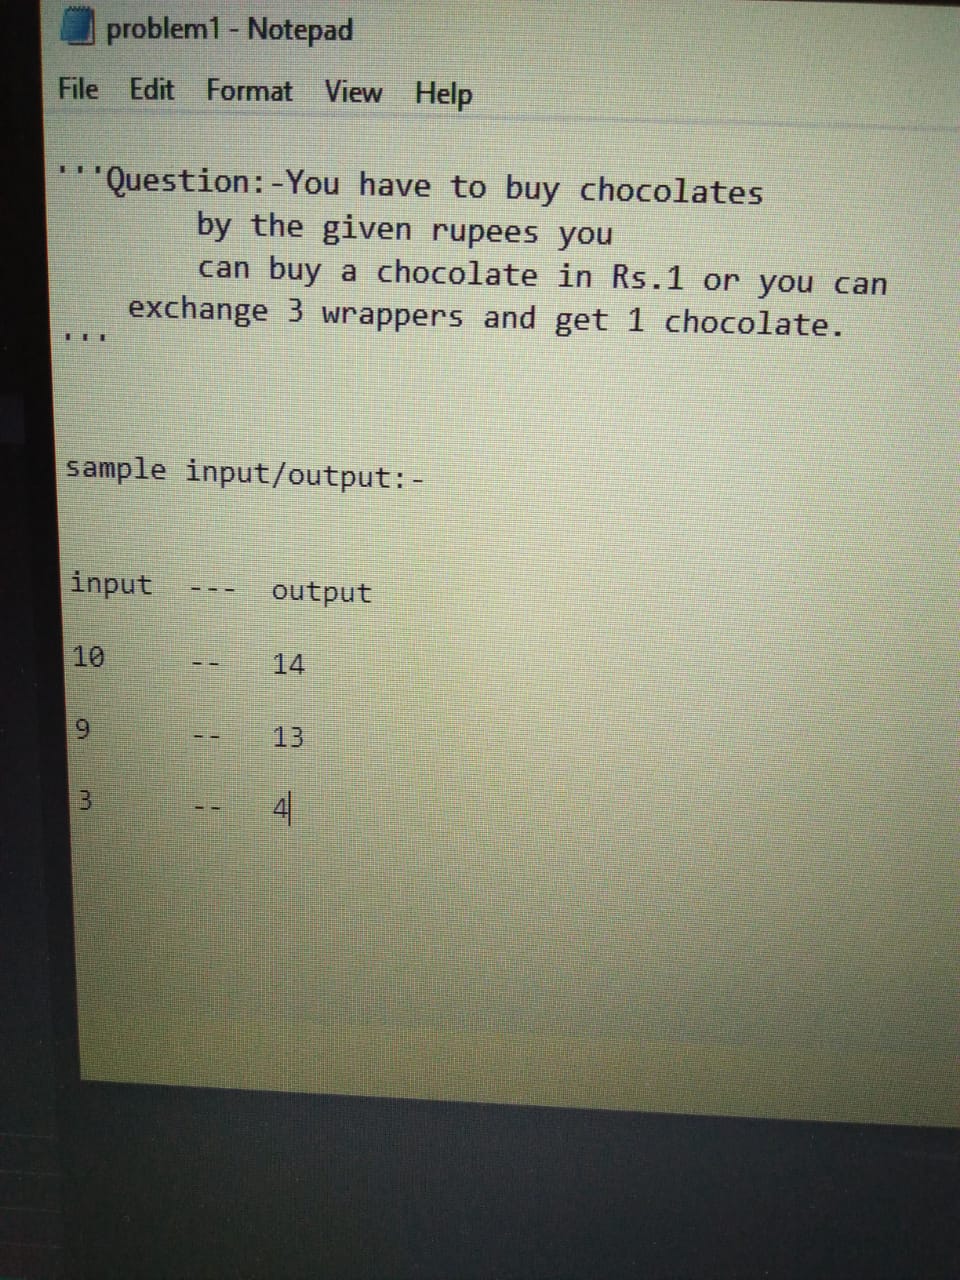 problem1 - Notepad
File Edit Format View Help
'''Question:-You have to buy chocolates
by the given rupees you
can buy a chocolate in Rs.1 or you can
exchange 3 wrappers and get 1 chocolate.
'''
sample input/output:-
input --- output
10 -- 14
9 -- 13
3 -- 4